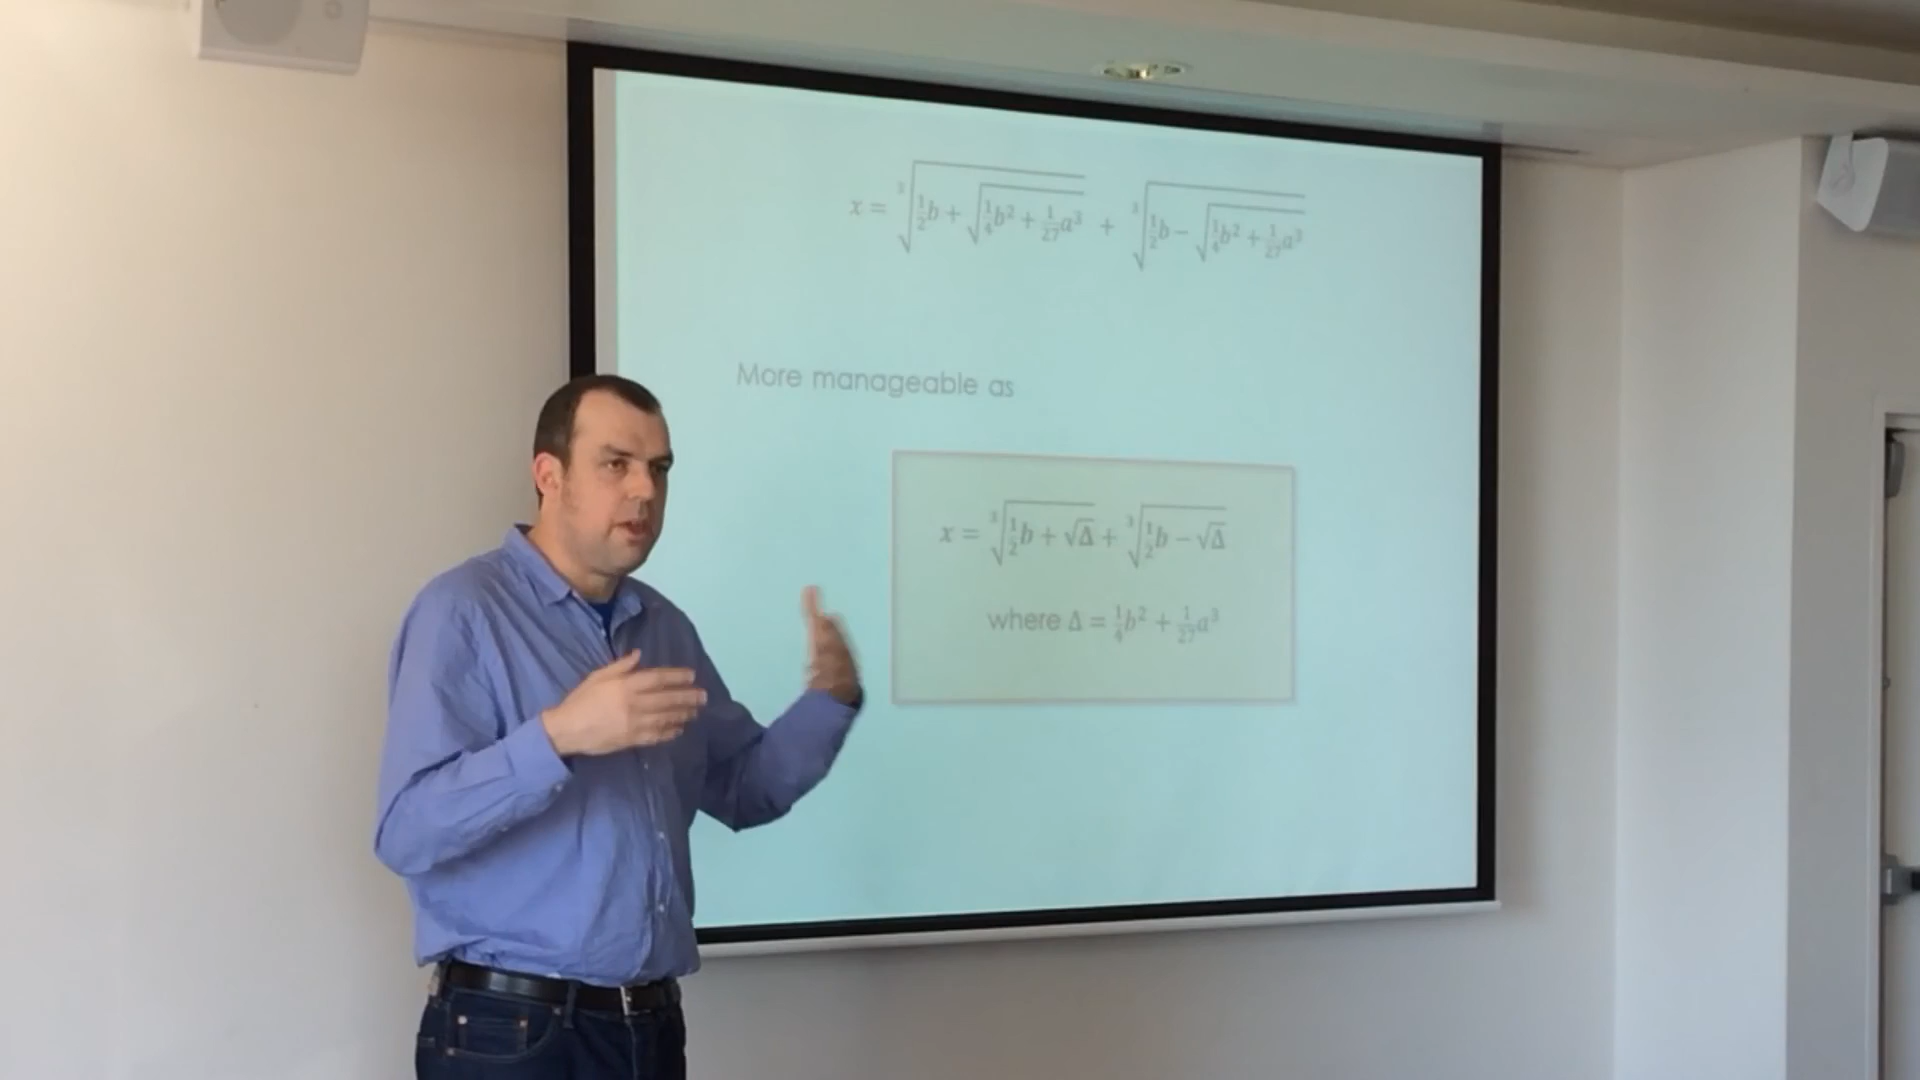 x = ∛(½b + √(¼b² + 1/27 a³)) + ∛(½b − √(¼b² + 1/27 a³))
More manageable as
x = ∛(½b + √Δ) + ∛(½b − √Δ)
where Δ = ¼b² + 1/27 a³